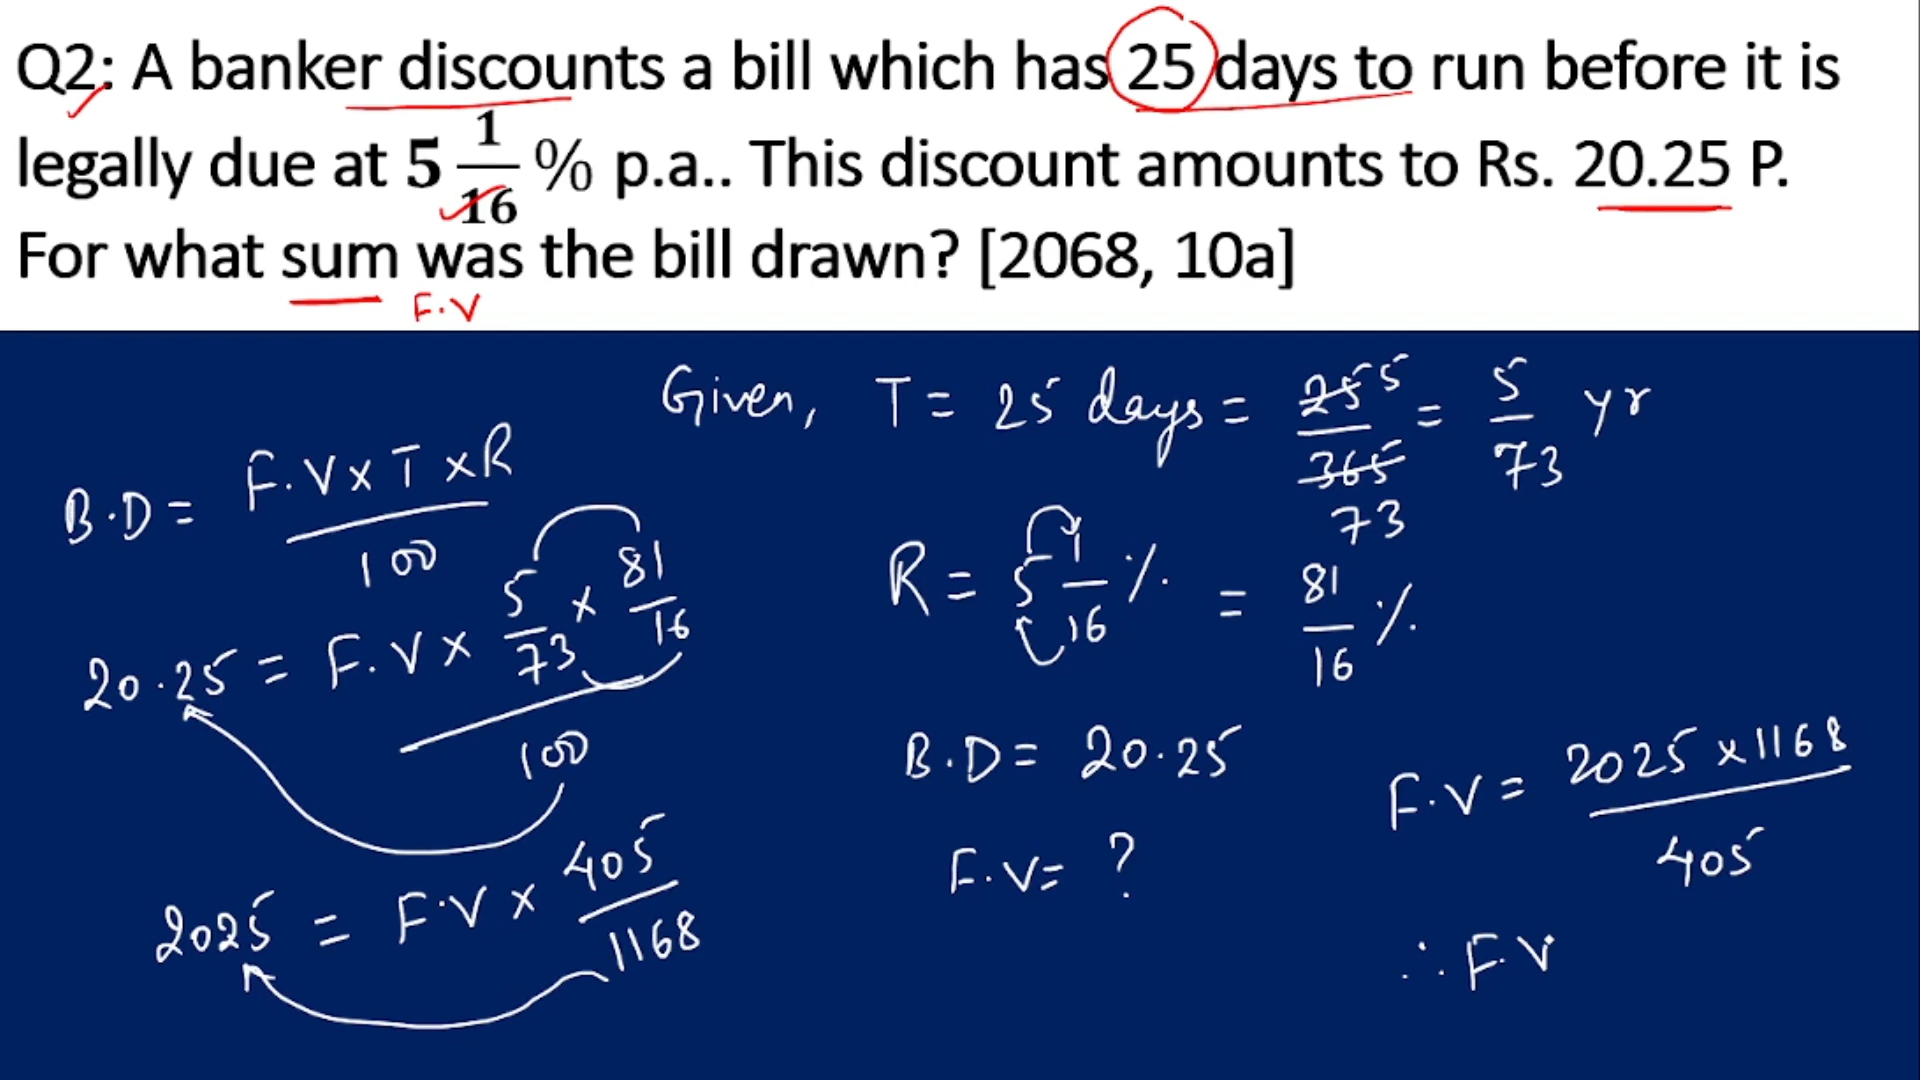 Q2: A banker discounts a bill which has 25 days to run before it is
legally due at 5 1/16 % p.a.. This discount amounts to Rs. 20.25 P.
For what sum was the bill drawn? [2068, 10a]
F.V
Given, T = 25 days = 25 5 / 365 73 = 5/73 yr
B.D = F.V x T x R / 100
R = 5 1/16 % = 81/16 %
20.25 = F.V x 5/73 x 81/16 / 100
B.D = 20.25
F.V = 2025 x 1168 / 405
F.V = ?
2025 = F.V x 405/1168
∴ F.V